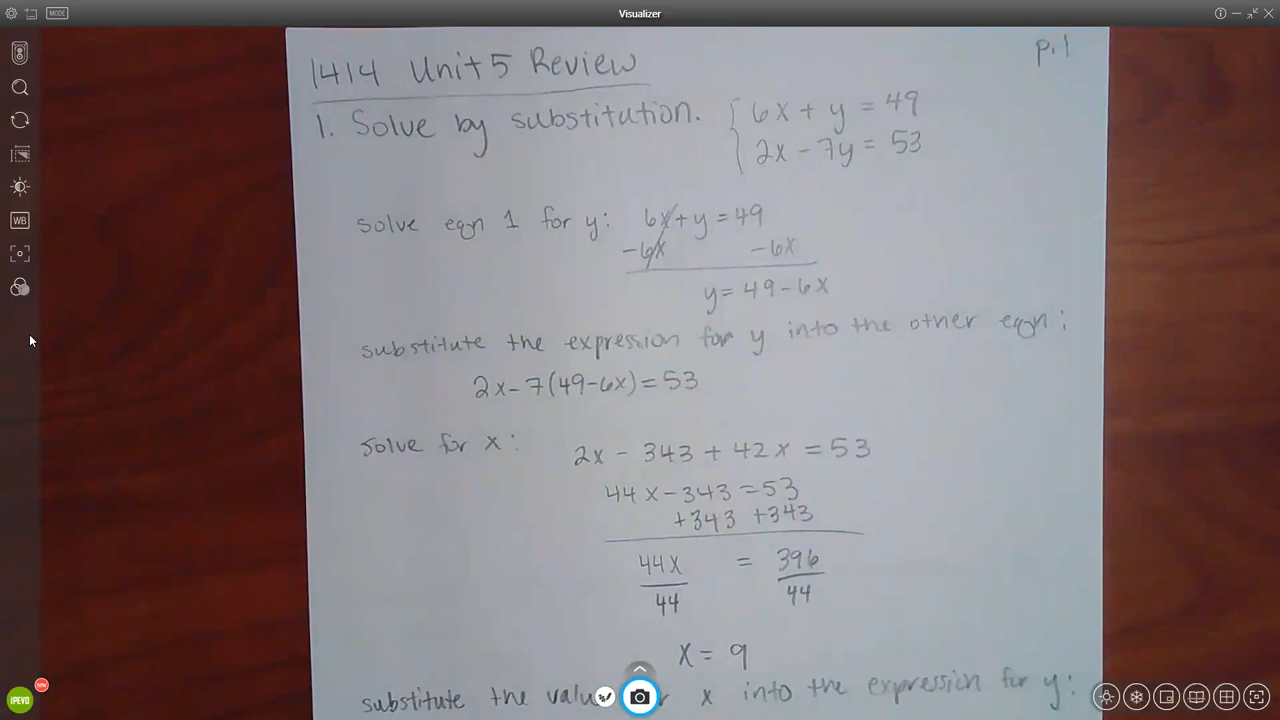 MODE
Visualizer
WB
1414 Unit 5 Review
p.1
1. Solve by substitution. { 6x + y = 49
2x - 7y = 53
solve eqn 1 for y: 6x + y = 49
-6x -6x
y = 49 - 6x
substitute the expression for y into the other eqn:
2x - 7(49 - 6x) = 53
solve for x: 2x - 343 + 42x = 53
44x - 343 = 53
+343 +343
44x = 396
44 44
x = 9
substitute the x into the expression for y:
IPEVO
new